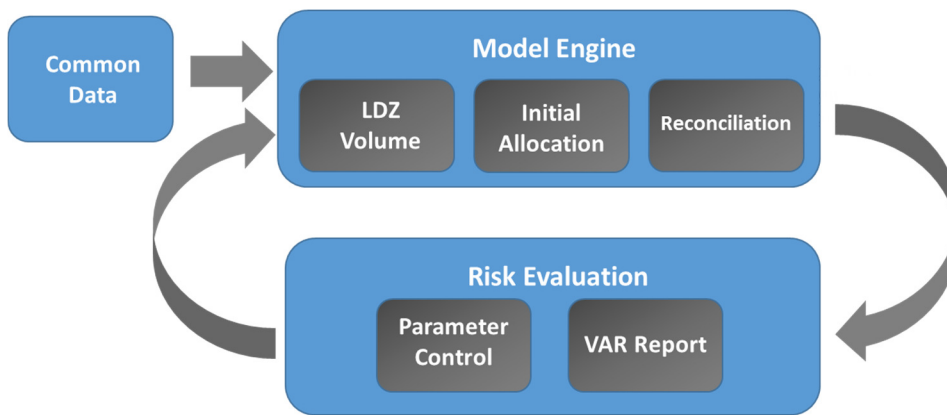 Common
Data
Model Engine
LDZ
Volume
Initial
Allocation
Reconciliation
Risk Evaluation
Parameter
Control
VAR Report